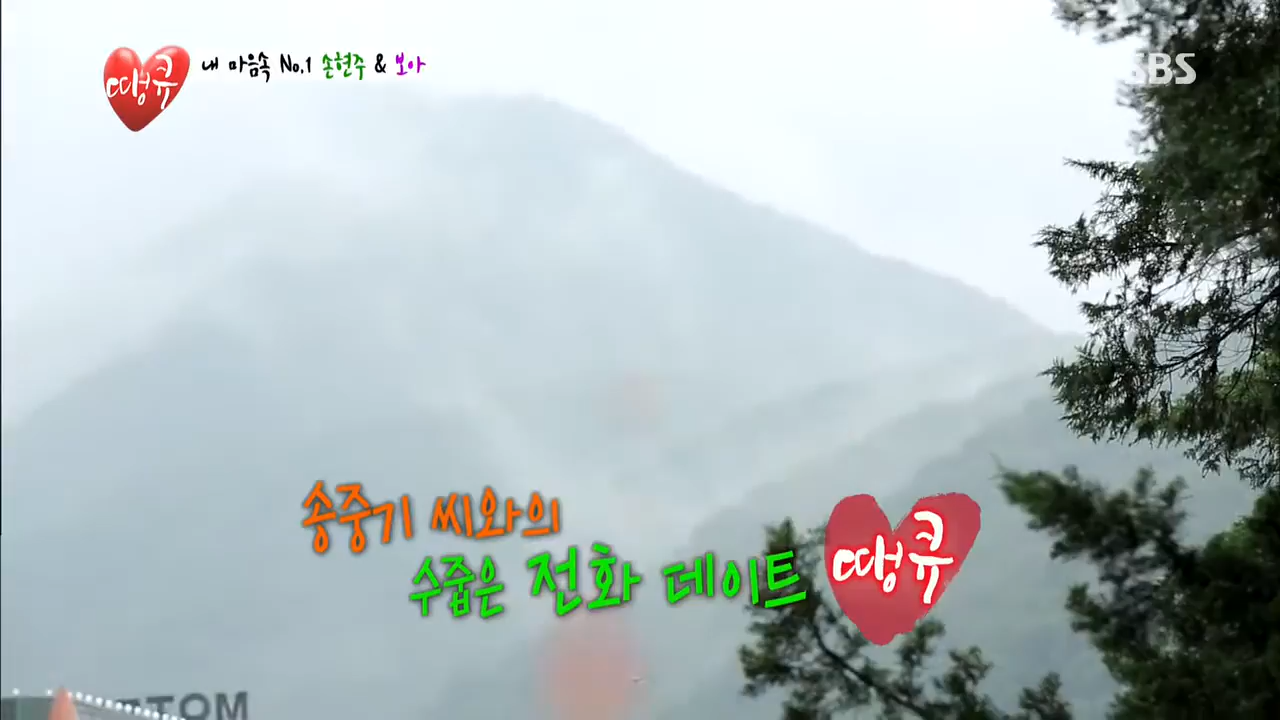 땡큐
내 마음속 No.1 손현주 & 보아
SBS
송중기 씨와의
수줍은 전화 데이트
땡큐